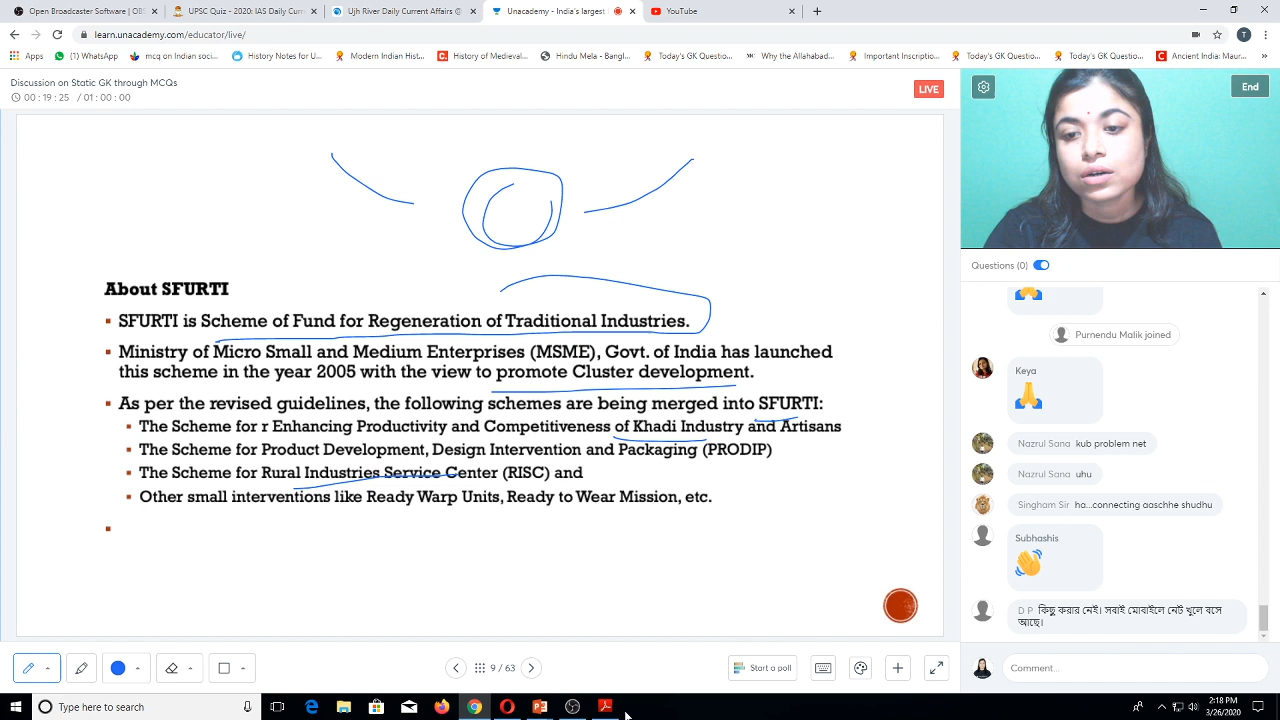 Open Broadcaster Software | OBS
UPSC Quiz - 2020: IAS Daily Curr
Ujh River Daily Current Affairs @
Unacademy - India's largest
YouTube
learn.unacademy.com/educator/live/
T
Apps
(1) WhatsApp
mcq on Indian soci...
History Notes for U...
Modern Indian Hist...
History of Medieval...
Hindu Mela - Bangl...
Today's GK Questio...
Why the Allahabad...
Important Inscriptio...
Today's GK Questio...
Today's GK Questio...
Ancient India: Maur...
Discussion on Static GK through MCQs
00 : 19 : 25 / 01 : 00 : 00
LIVE
End
About SFURTI
SFURTI is Scheme of Fund for Regeneration of Traditional Industries.
Ministry of Micro Small and Medium Enterprises (MSME), Govt. of India has launched
this scheme in the year 2005 with the view to promote Cluster development.
As per the revised guidelines, the following schemes are being merged into SFURTI:
The Scheme for r Enhancing Productivity and Competitiveness of Khadi Industry and Artisans
The Scheme for Product Development, Design Intervention and Packaging (PRODIP)
The Scheme for Rural Industries Service Center (RISC) and
Other small interventions like Ready Warp Units, Ready to Wear Mission, etc.
Questions (0)
Purnendu Malik joined
Keya
Nazrul Sana kub problem net
Nazrul Sana uhu
Singham Sir ha...connecting aaschhe shudhu
Subhashis
D P কিছু করার নেই। সবাই মোবাইলে নেট খুলে বসে
আছে।
9 / 63
Start a poll
Comment...
Type here to search
2:18 PM
3/26/2020